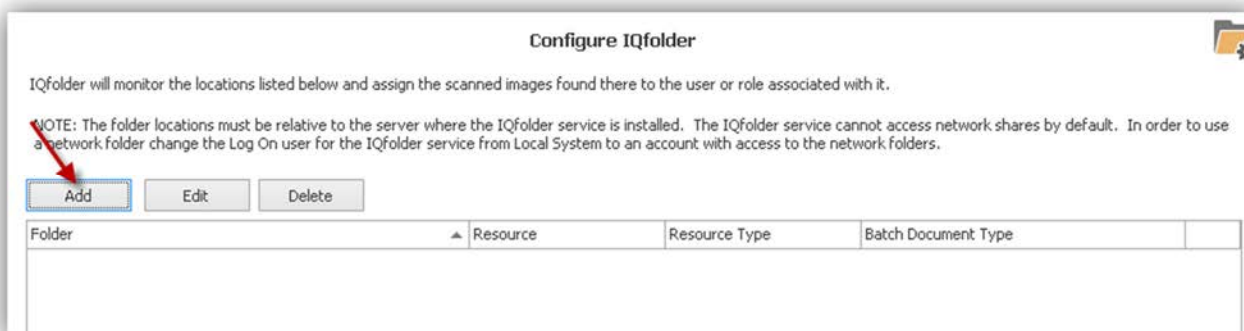 Configure IQfolder
IQfolder will monitor the locations listed below and assign the scanned images found there to the user or role associated with it.
NOTE: The folder locations must be relative to the server where the IQfolder service is installed. The IQfolder service cannot access network shares by default. In order to use
a network folder change the Log On user for the IQfolder service from Local System to an account with access to the network folders.
Add Edit Delete
Folder Resource Resource Type Batch Document Type